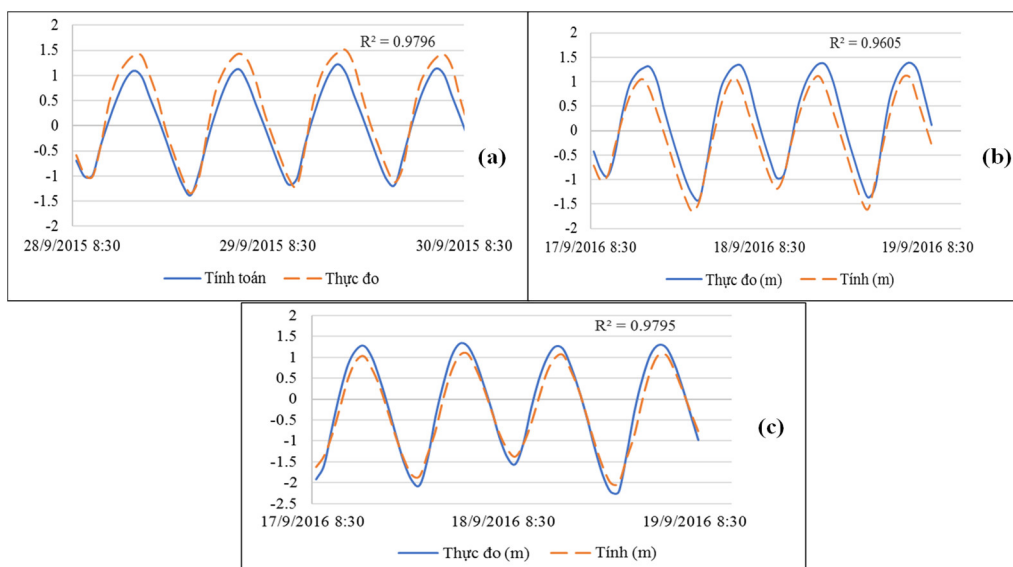 2
R² = 0.9796
1.5
1
0.5
0
-0.5
(a)
-1
-1.5
-2
28/9/2015 8:30 29/9/2015 8:30 30/9/2015 8:30
Tính toán Thực đo
2
R² = 0.9605
1.5
1
0.5
0
-0.5
(b)
-1
-1.5
-2
17/9/2016 8:30 18/9/2016 8:30 19/9/2016 8:30
Thực đo (m) Tính (m)
2
R² = 0.9795
1.5
1
0.5
0
-0.5
(c)
-1
-1.5
-2
-2.5
17/9/2016 8:30 18/9/2016 8:30 19/9/2016 8:30
Thực đo (m) Tính (m)